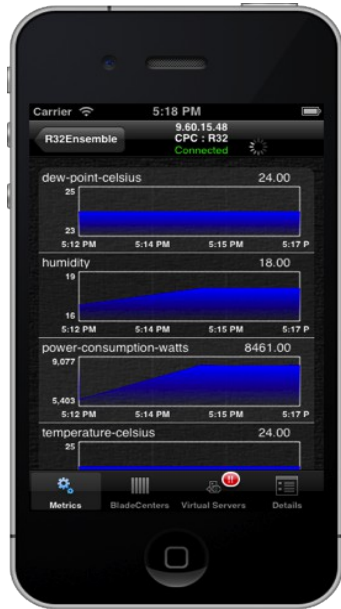 Carrier 5:18 PM
R32Ensemble
9.60.15.48
CPC : R32
Connected
dew-point-celsius 24.00
25
23
5:12 PM 5:14 PM 5:15 PM 5:17 P
humidity 18.00
19
16
5:12 PM 5:14 PM 5:15 PM 5:17 P
power-consumption-watts 8461.00
9,077
5,403
5:12 PM 5:14 PM 5:15 PM 5:17 P
temperature-celsius 24.00
25
Metrics BladeCenters Virtual Servers !! Details